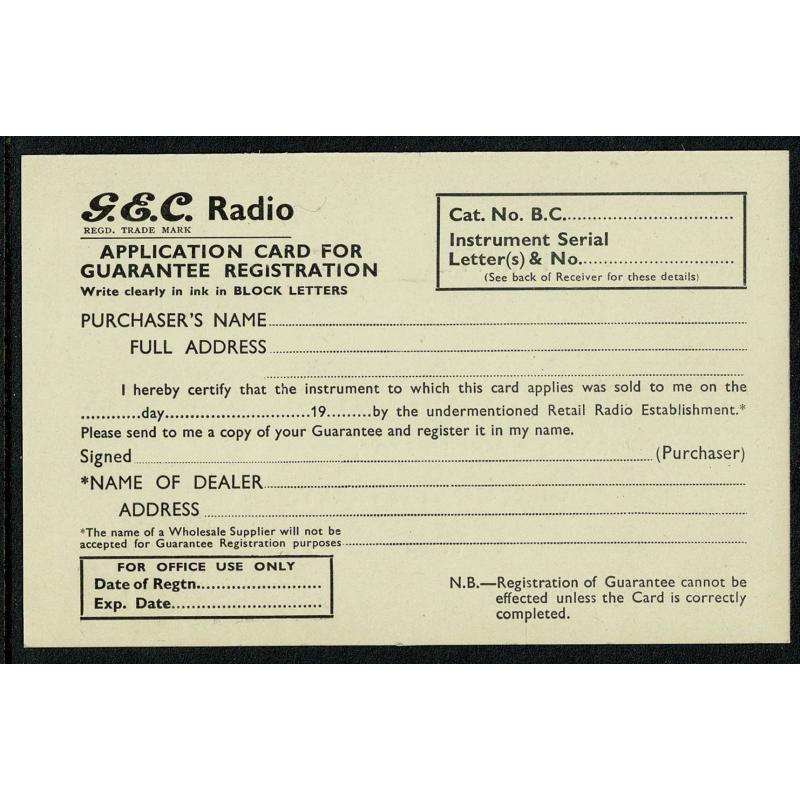 G.E.C. Radio
REGD. TRADE MARK
APPLICATION CARD FOR
GUARANTEE REGISTRATION
Write clearly in ink in BLOCK LETTERS
Cat. No. B.C.................................
Instrument Serial
Letter(s) & No...............................
(See back of Receiver for these details)
PURCHASER'S NAME................................
FULL ADDRESS................................
I hereby certify that the instrument to which this card applies was sold to me on the
............day............................19.........by the undermentioned Retail Radio Establishment.*
Please send to me a copy of your Guarantee and register it in my name.
Signed................................(Purchaser)
*NAME OF DEALER................................
ADDRESS................................
*The name of a Wholesale Supplier will not be
accepted for Guarantee Registration purposes................................
FOR OFFICE USE ONLY
Date of Regtn.........................
Exp. Date..............................
N.B.—Registration of Guarantee cannot be
effected unless the Card is correctly
completed.